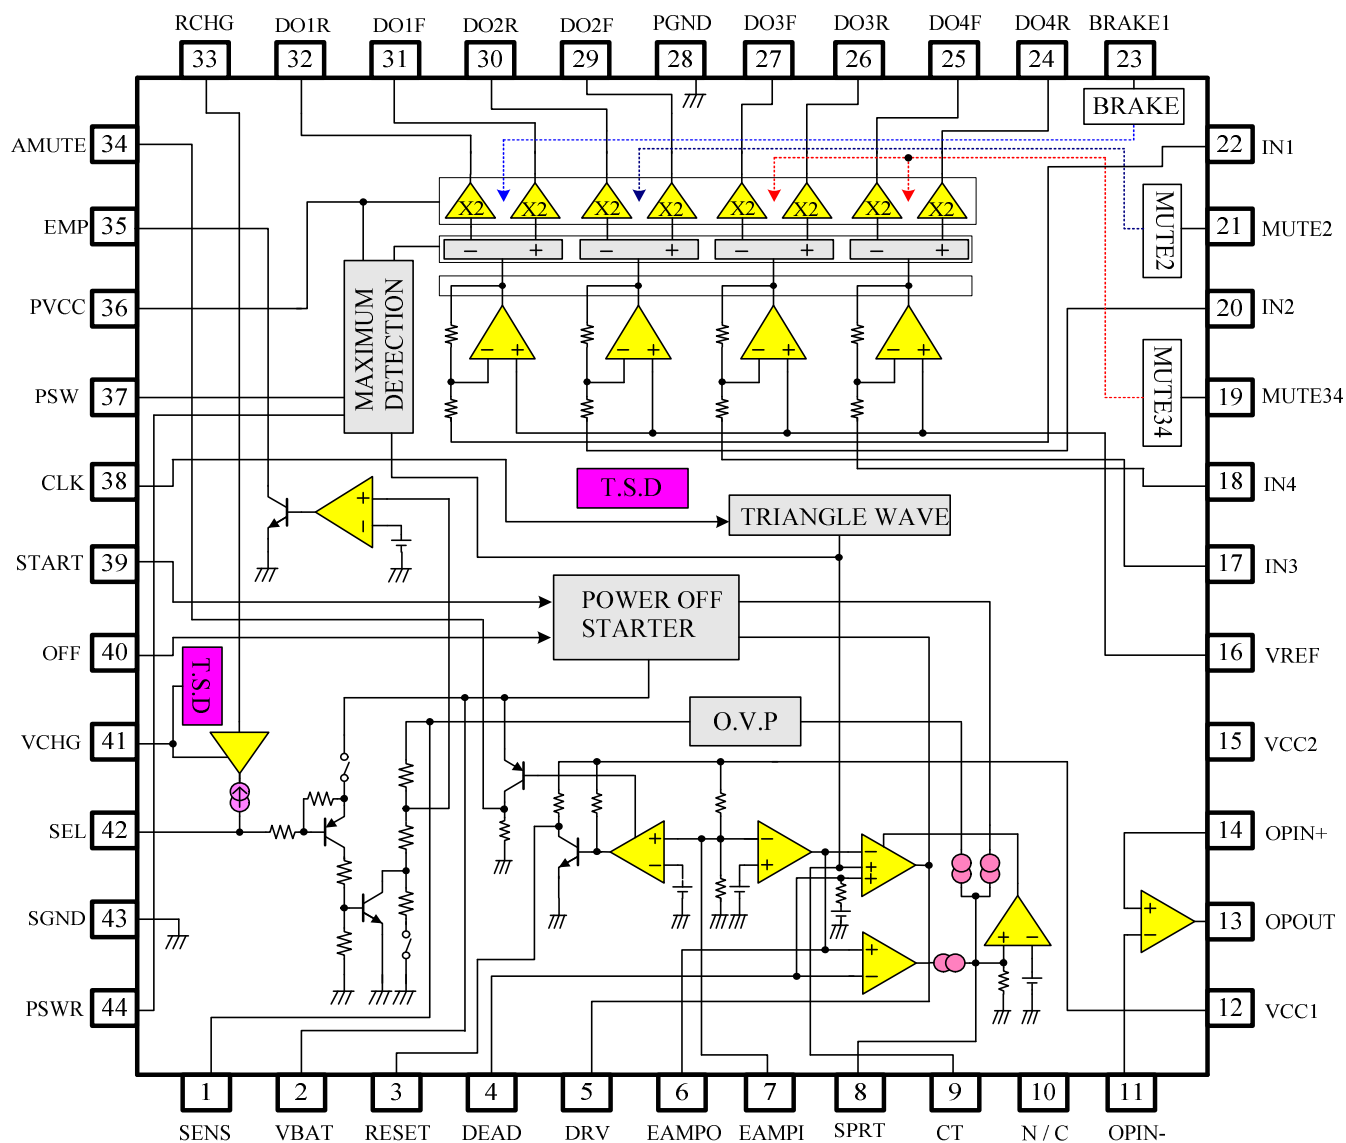 RCHG DO1R DO1F DO2R DO2F PGND DO3F DO3R DO4F DO4R BRAKE1
33 32 31 30 29 28 27 26 25 24 23
BRAKE
AMUTE 34
22 IN1
X2 X2 X2 X2 X2 X2 X2 X2
EMP 35
MUTE2
21 MUTE2
− + − + − + − +
PVCC 36
MAXIMUM
DETECTION
20 IN2
− + − + − + − +
PSW 37
MUTE34
19 MUTE34
CLK 38
T.S.D
18 IN4
+
−
TRIANGLE WAVE
START 39
17 IN3
POWER OFF
STARTER
OFF 40
T.S.D
16 VREF
O.V.P
VCHG 41
15 VCC2
SEL 42
14 OPIN+
+
−
−
+
−
+
+
SGND 43
+ −
+
−
13 OPOUT
+
−
PSWR 44
12 VCC1
1 2 3 4 5 6 7 8 9 10 11
SENS VBAT RESET DEAD DRV EAMPO EAMPI SPRT CT N / C OPIN-